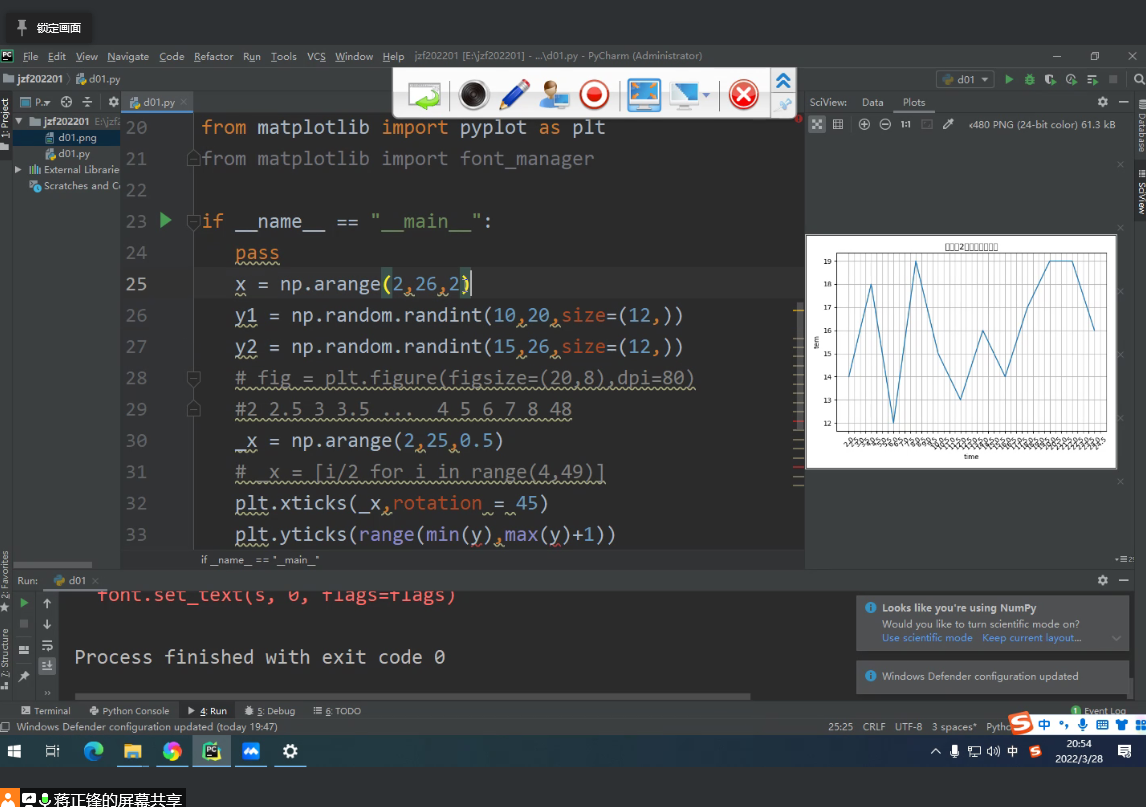 锁定画面
File Edit View Navigate Code Refactor Run Tools VCS Window Help jzf202201 [E:\jzf202201] - ...\d01.py - PyCharm (Administrator)
jzf202201 d01.py
d01
1: Project
P...
d01.py
SciView: Data Plots
jzf202201 E:\jzf2
d01.png
d01.py
External Librarie
Scratches and Co
1:1
480 PNG (24-bit color) 61.3 kB
Database
SciView
20 from matplotlib import pyplot as plt
21 from matplotlib import font_manager
22
23 if __name__ == "__main__":
24 pass
25 x = np.arange(2,26,2)
26 y1 = np.random.randint(10,20,size=(12,))
27 y2 = np.random.randint(15,26,size=(12,))
28 # fig = plt.figure(figsize=(20,8),dpi=80)
29 #2 2.5 3 3.5 ... 4 5 6 7 8 48
30 _x = np.arange(2,25,0.5)
31 # _x = [i/2 for i in range(4,49)]
32 plt.xticks(_x,rotation = 45)
33 plt.yticks(range(min(y),max(y)+1))
if __name__ == "__main__"
19
18
17
16
15
14
13
12
tem
time
2: Favorites
7: Structure
Run: d01
font.set_text(s, 0, flags=flags)
Process finished with exit code 0
Looks like you're using NumPy
Would you like to turn scientific mode on?
Use scientific mode Keep current layout...
Windows Defender configuration updated
Terminal Python Console 4: Run 5: Debug 6: TODO
1 Event Log
Windows Defender configuration updated (today 19:47)
25:25 CRLF UTF-8 3 spaces*
中
中
20:54
2022/3/28
蒋正锋的屏幕共享